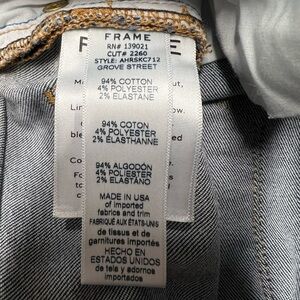 FRAME
RN# 139021
CUT# 2260
STYLE: AHRSKC712
GROVE STREET
94% COTTON
4% POLYESTER
2% ELASTANE
94% COTON
4% POLYESTER
2% ÉLASTHANNE
94% ALGODÓN
4% POLIESTER
2% ELASTANO
MADE IN USA
of imported
fabrics and trim
FABRIQUÉ AUX ÉTATS-UNIS
de tissus et de
garnitures importés
HECHO EN
ESTADOS UNIDOS
de tela y adornos
importados